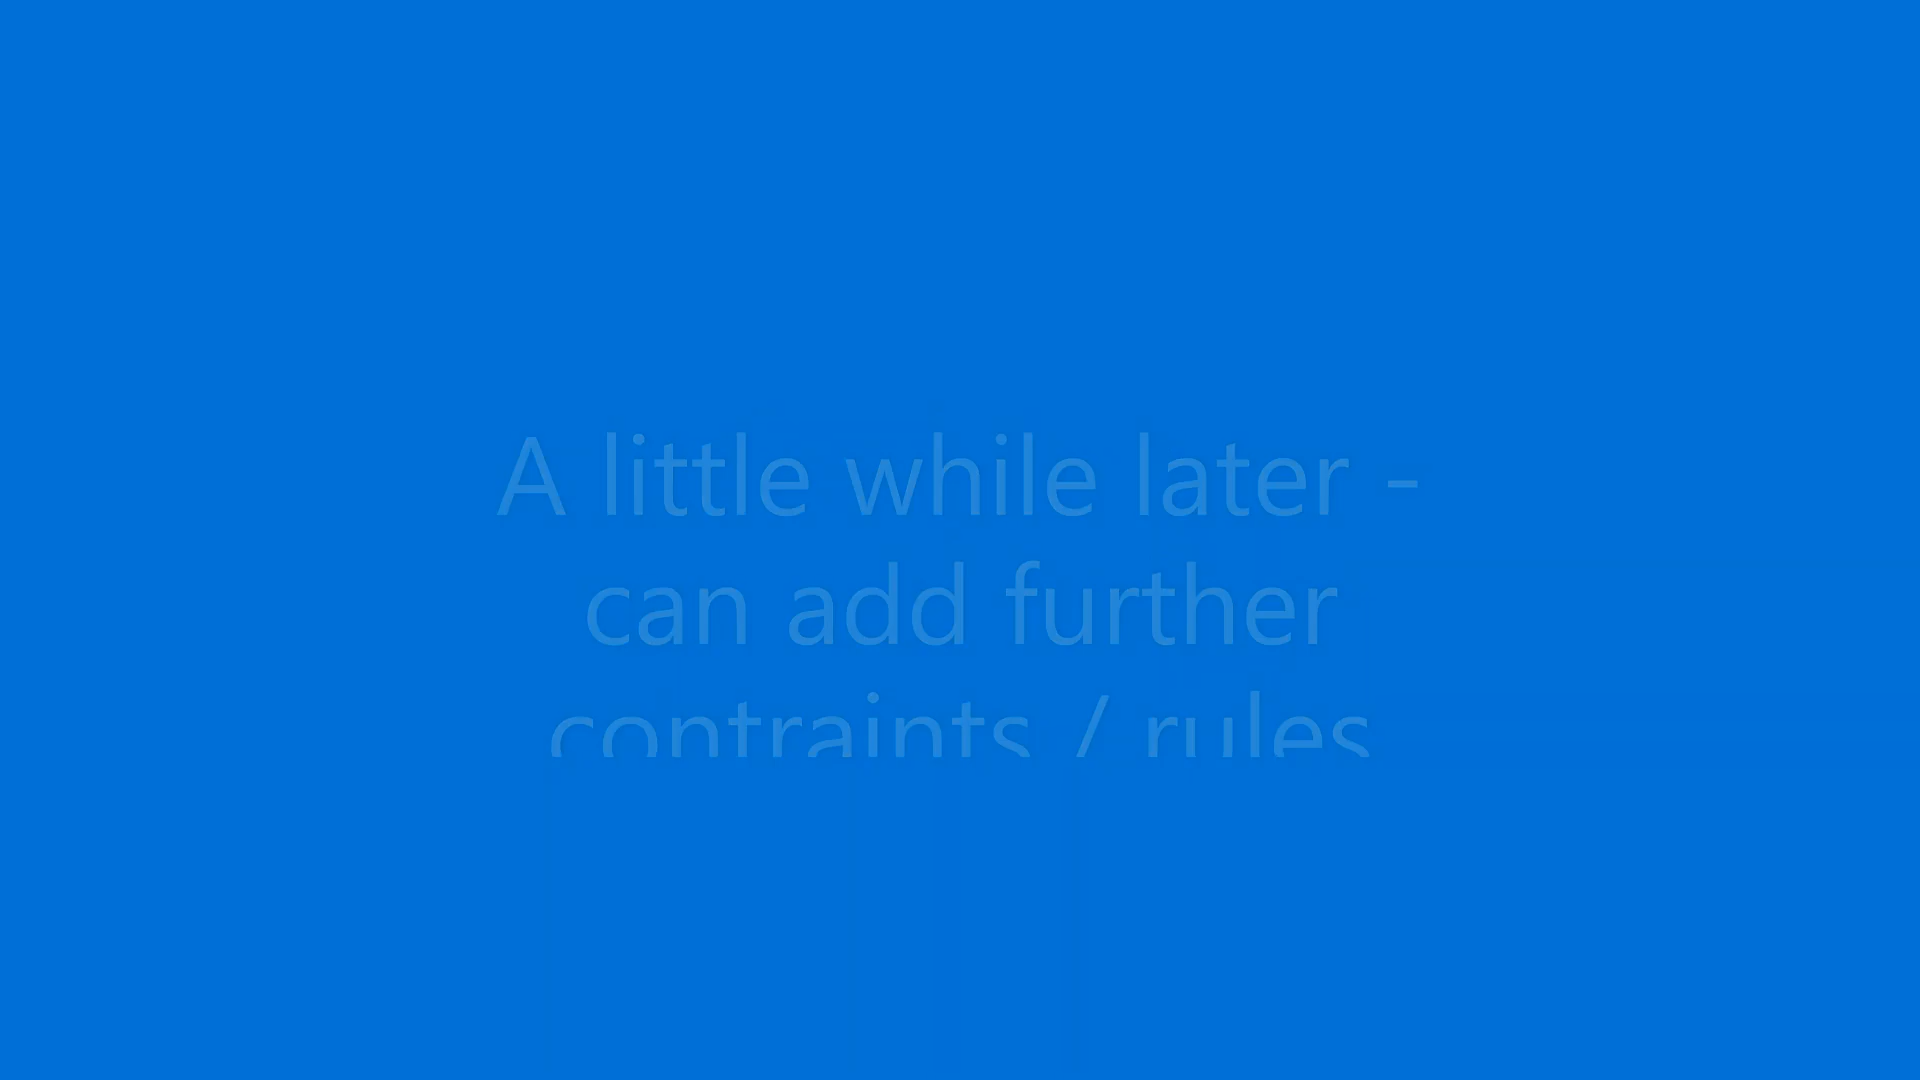 A little while later -
can add further
contraints / rules